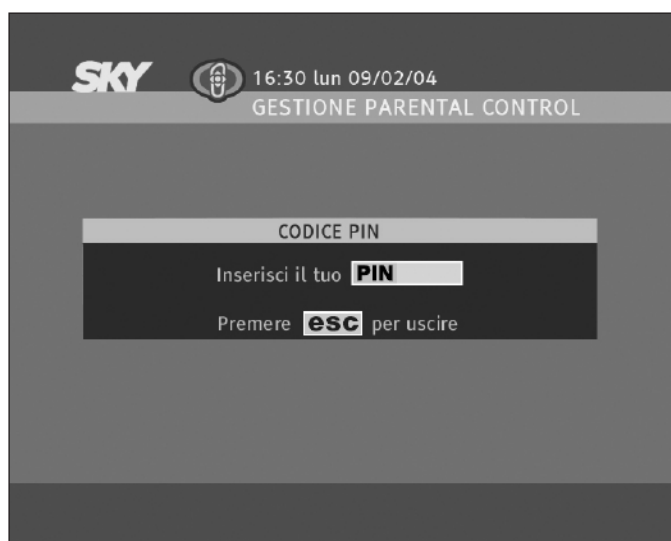 SKY 16:30 lun 09/02/04
GESTIONE PARENTAL CONTROL
CODICE PIN
Inserisci il tuo PIN
Premere esc per uscire